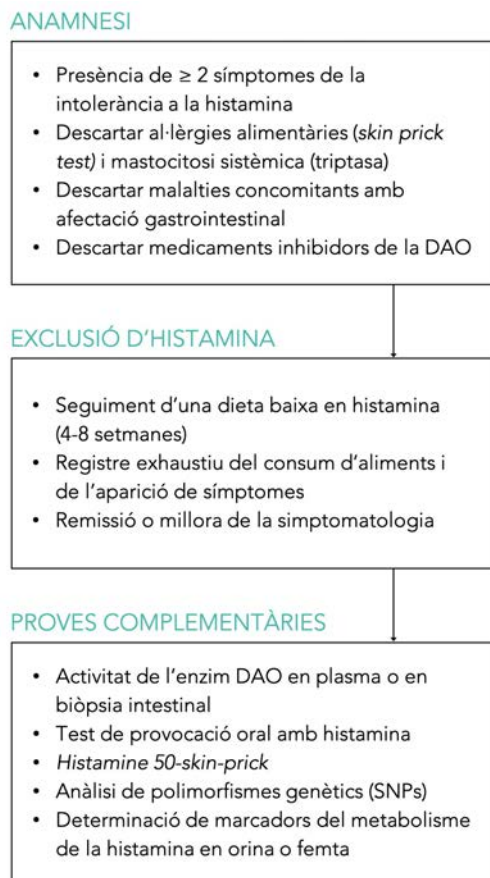 ANAMNESI
• Presència de ≥ 2 símptomes de la
intolerància a la histamina
• Descartar al·lèrgies alimentàries (skin prick
test) i mastocitosi sistèmica (triptasa)
• Descartar malalties concomitants amb
afectació gastrointestinal
• Descartar medicaments inhibidors de la DAO
EXCLUSIÓ D'HISTAMINA
• Seguiment d'una dieta baixa en histamina
(4-8 setmanes)
• Registre exhaustiu del consum d'aliments i
de l'aparició de símptomes
• Remissió o millora de la simptomatologia
PROVES COMPLEMENTÀRIES
• Activitat de l'enzim DAO en plasma o en
biòpsia intestinal
• Test de provocació oral amb histamina
• Histamine 50-skin-prick
• Anàlisi de polimorfismes genètics (SNPs)
• Determinació de marcadors del metabolisme
de la histamina en orina o femta